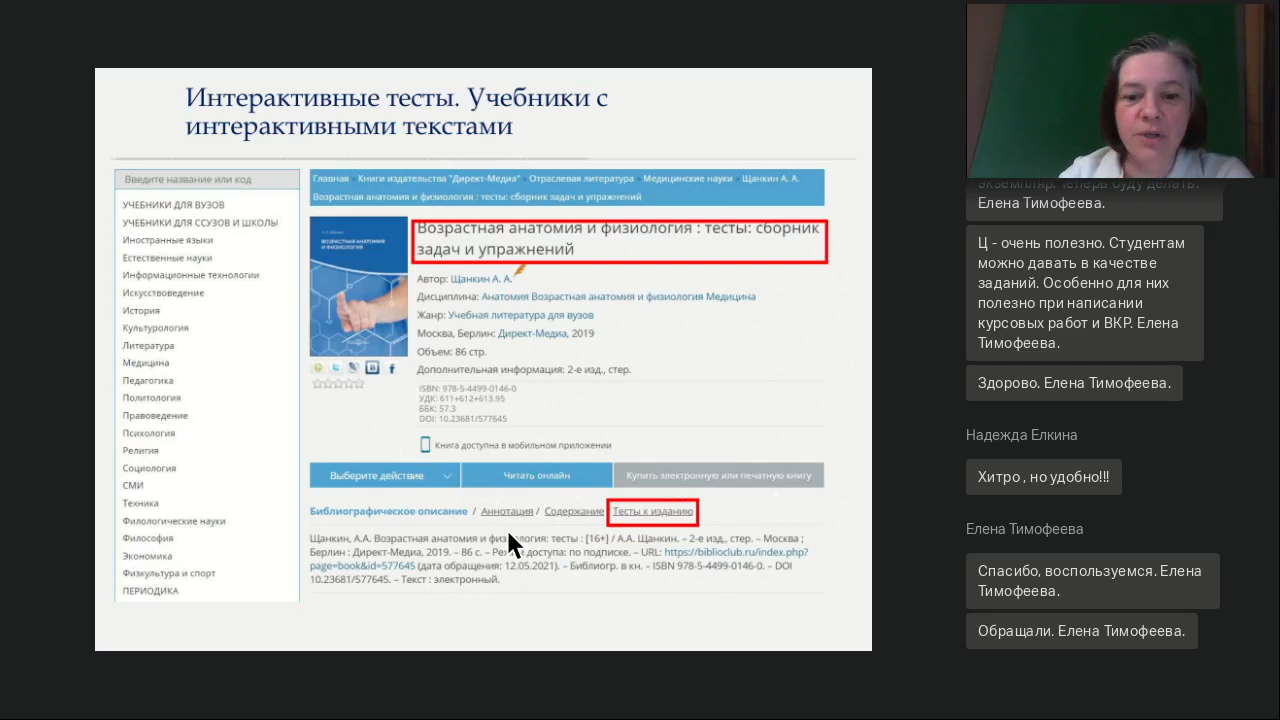 Интерактивные тесты. Учебники с
интерактивными текстами
Введите название или код
УЧЕБНИКИ ДЛЯ ВУЗОВ
УЧЕБНИКИ ДЛЯ ССУЗОВ И ШКОЛЫ
Иностранные языки
Естественные науки
Информационные технологии
Искусствоведение
История
Культурология
Литература
Медицина
Педагогика
Политология
Правоведение
Психология
Религия
Социология
СМИ
Техника
Филологические науки
Философия
Экономика
Физкультура и спорт
ПЕРИОДИКА
Главная » Книги издательства "Директ-Медиа" » Отраслевая литература » Медицинские науки » Щанкин А. А.
Возрастная анатомия и физиология : тесты: сборник задач и упражнений
ВОЗРАСТНАЯ АНАТОМИЯ
И ФИЗИОЛОГИЯ
Возрастная анатомия и физиология : тесты: сборник
задач и упражнений
Автор: Щанкин А. А.
Дисциплина: Анатомия Возрастная анатомия и физиология Медицина
Жанр: Учебная литература для вузов
Москва, Берлин: Директ-Медиа, 2019
Объем: 86 стр.
Дополнительная информация: 2-е изд., стер.
ISBN: 978-5-4499-0146-0
УДК: 611+612+613.95
ББК: 57.3
DOI: 10.23681/577645
Книга доступна в мобильном приложении
Выберите действие
Читать онлайн
Купить электронную или печатную книгу
Библиографическое описание / Аннотация / Содержание Тесты к изданию
Щанкин, А.А. Возрастная анатомия и физиология: тесты : [16+] / А.А. Щанкин. – 2-е изд., стер. – Москва ;
Берлин : Директ-Медиа, 2019. – 86 с. – Режим доступа: по подписке. – URL: https://biblioclub.ru/index.php?
page=book&id=577645 (дата обращения: 12.05.2021). – Библиогр. в кн. – ISBN 978-5-4499-0146-0. – DOI
10.23681/577645. – Текст : электронный.
экземпляр. Теперь буду делать.
Елена Тимофеева.
Ц - очень полезно. Студентам
можно давать в качестве
заданий. Особенно для них
полезно при написании
курсовых работ и ВКР. Елена
Тимофеева.
Здорово. Елена Тимофеева.
Надежда Елкина
Хитро , но удобно!!!
Елена Тимофеева
Спасибо, воспользуемся. Елена
Тимофеева.
Обращали. Елена Тимофеева.